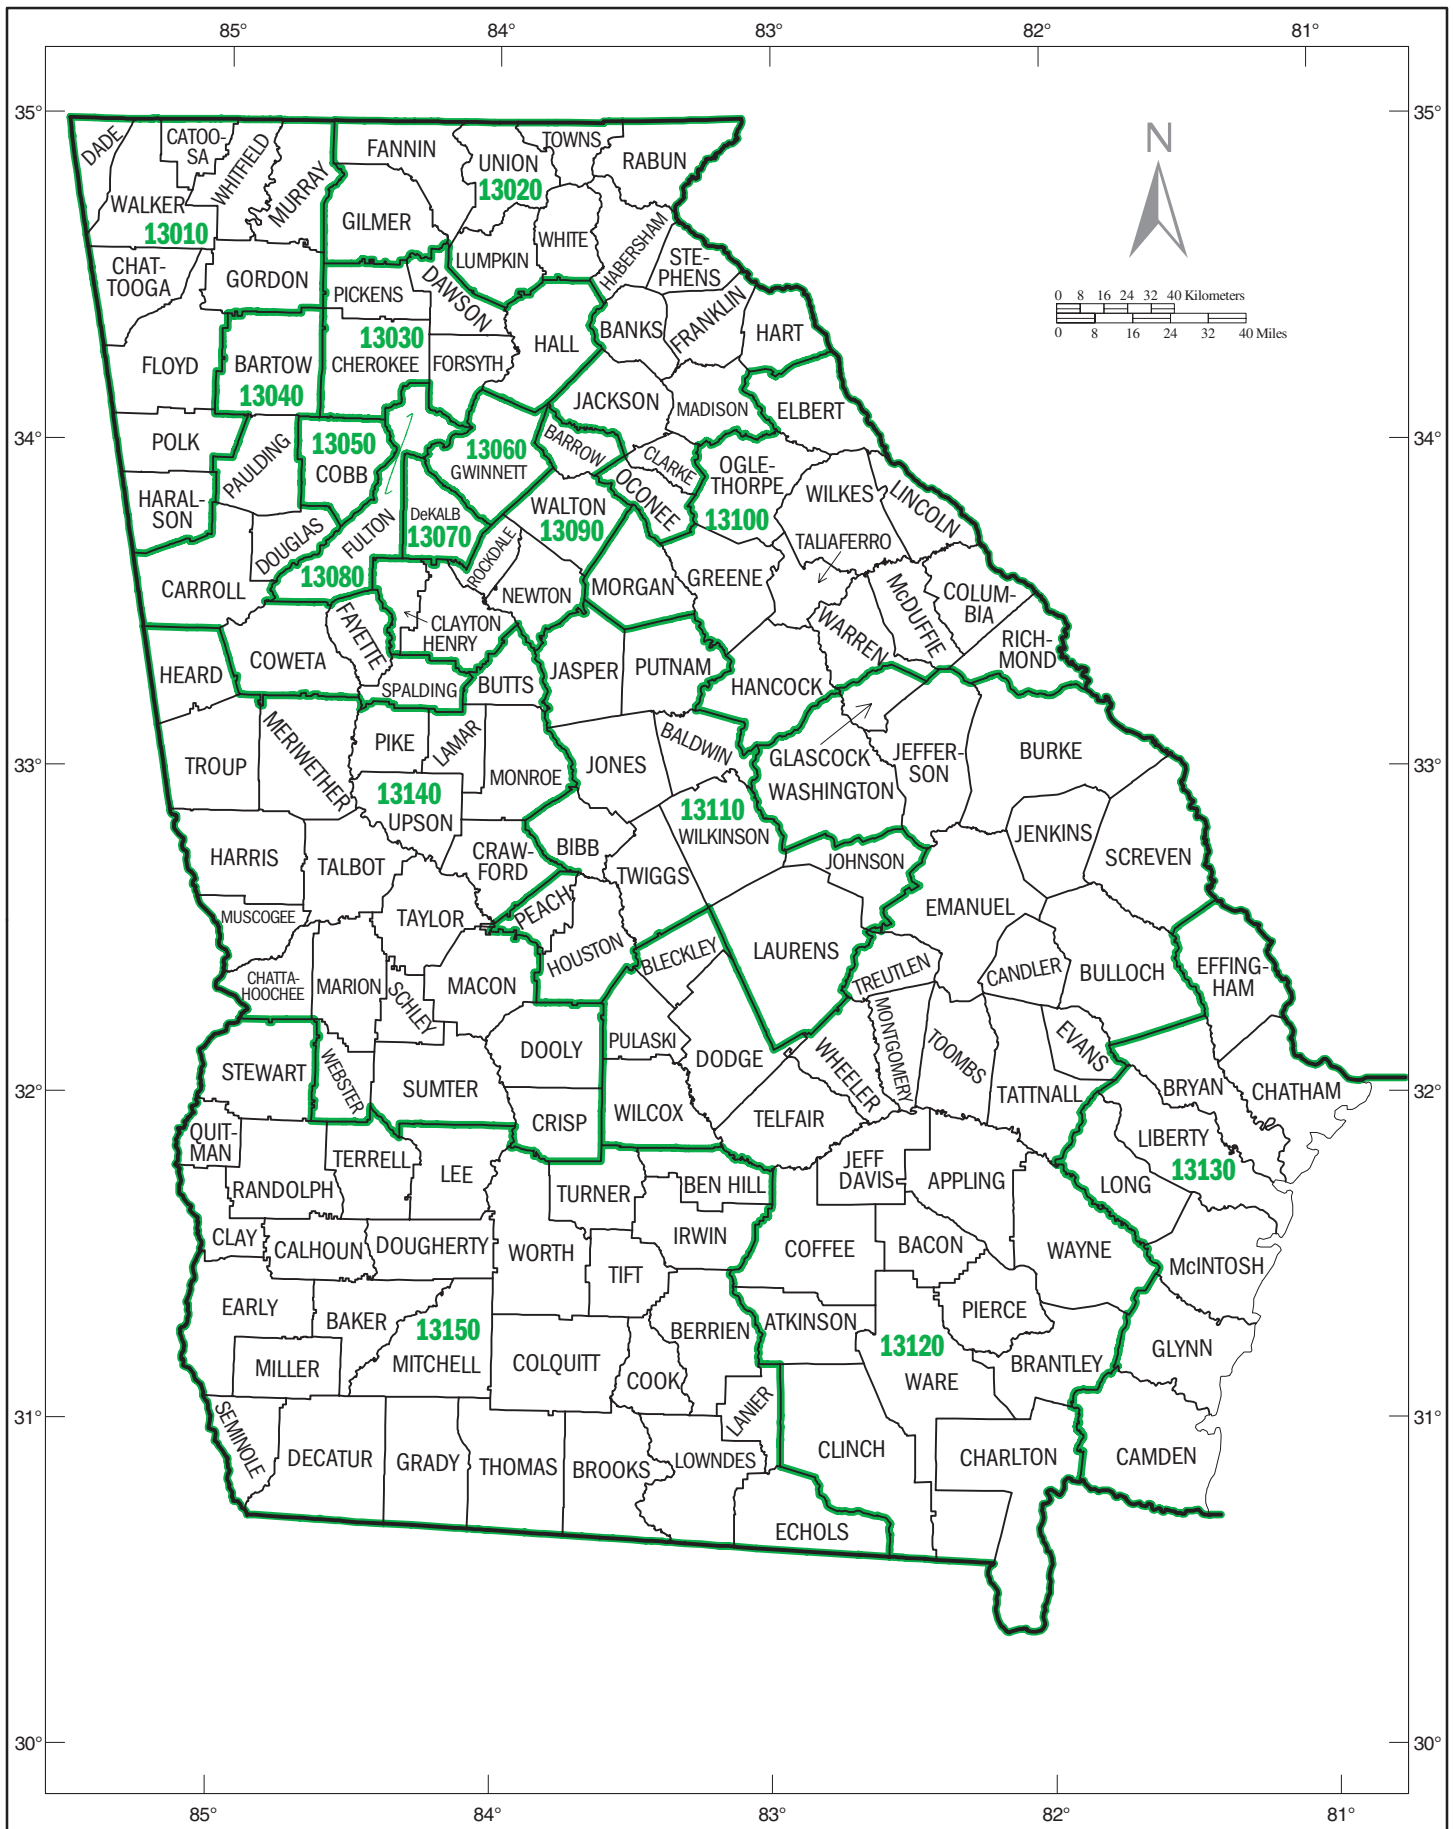 85°
84°
83°
82°
81°
35°
35°
N
DADE
CATOO-
SA
WHITFIELD
MURRAY
FANNIN
TOWNS
UNION
13020
RABUN
WALKER
13010
GILMER
WHITE
HABERSHAM
LUMPKIN
STE-
PHENS
CHAT-
TOOGA
GORDON
PICKENS
DAWSON
FRANKLIN
0 8 16 24 32 40 Kilometers
0 8 16 24 32 40 Miles
13030
CHEROKEE
FORSYTH
HALL
BANKS
HART
FLOYD
BARTOW
13040
JACKSON
MADISON
ELBERT
34°
34°
POLK
PAULDING
13050
COBB
13060
GWINNETT
BARROW
CLARKE
OCONEE
OGLE-
THORPE
13100
WILKES
LINCOLN
HARAL-
SON
DOUGLAS
FULTON
DeKALB
13070
ROCKDALE
WALTON
13090
TALIAFERRO
CARROLL
13080
NEWTON
MORGAN
GREENE
McDUFFIE
COLUM-
BIA
FAYETTE
CLAYTON
HENRY
WARREN
RICH-
MOND
HEARD
COWETA
SPALDING
BUTTS
JASPER
PUTNAM
HANCOCK
TROUP
MERIWETHER
PIKE
LAMAR
MONROE
JONES
BALDWIN
GLASCOCK
WASHINGTON
JEFFER-
SON
BURKE
33°
33°
13140
UPSON
13110
WILKINSON
HARRIS
TALBOT
CRAW-
FORD
BIBB
TWIGGS
JOHNSON
JENKINS
SCREVEN
MUSCOGEE
TAYLOR
PEACH
HOUSTON
BLECKLEY
LAURENS
EMANUEL
CHATTA-
HOOCHEE
MARION
SCHLEY
MACON
TREUTLEN
CANDLER
BULLOCH
EFFING-
HAM
STEWART
WEBSTER
SUMTER
DOOLY
PULASKI
DODGE
WHEELER
MONTGOMERY
TOOMBS
TATTNALL
EVANS
BRYAN
CHATHAM
32°
32°
QUIT-
MAN
CRISP
WILCOX
TELFAIR
LIBERTY
13130
RANDOLPH
TERRELL
LEE
TURNER
BEN HILL
JEFF
DAVIS
APPLING
LONG
CLAY
CALHOUN
DOUGHERTY
WORTH
IRWIN
COFFEE
BACON
WAYNE
McINTOSH
TIFT
EARLY
BAKER
13150
MITCHELL
BERRIEN
ATKINSON
13120
WARE
PIERCE
BRANTLEY
GLYNN
MILLER
COLQUITT
COOK
LANIER
31°
31°
SEMINOLE
DECATUR
GRADY
THOMAS
BROOKS
LOWNDES
CLINCH
CHARLTON
CAMDEN
ECHOLS
30°
30°
85°
84°
83°
82°
81°